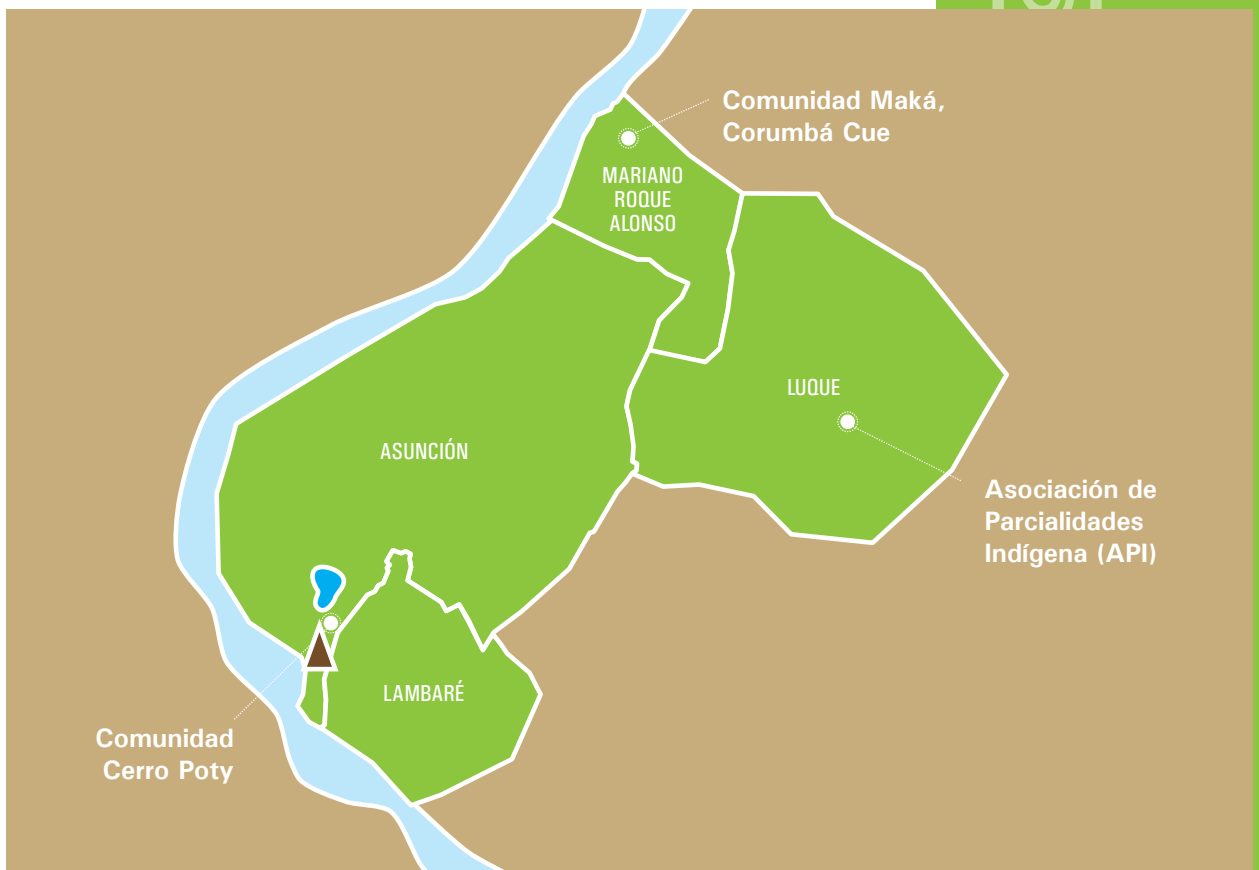 Comunidad Maká,
Corumbá Cue
MARIANO
ROQUE
ALONSO
LUQUE
ASUNCIÓN
Asociación de
Parcialidades
Indígena (API)
LAMBARÉ
Comunidad
Cerro Poty